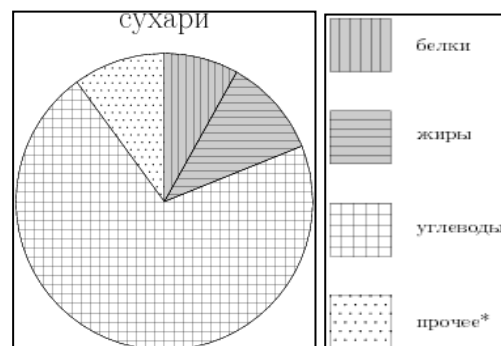 сухари
белки
жиры
углеводы
прочее*